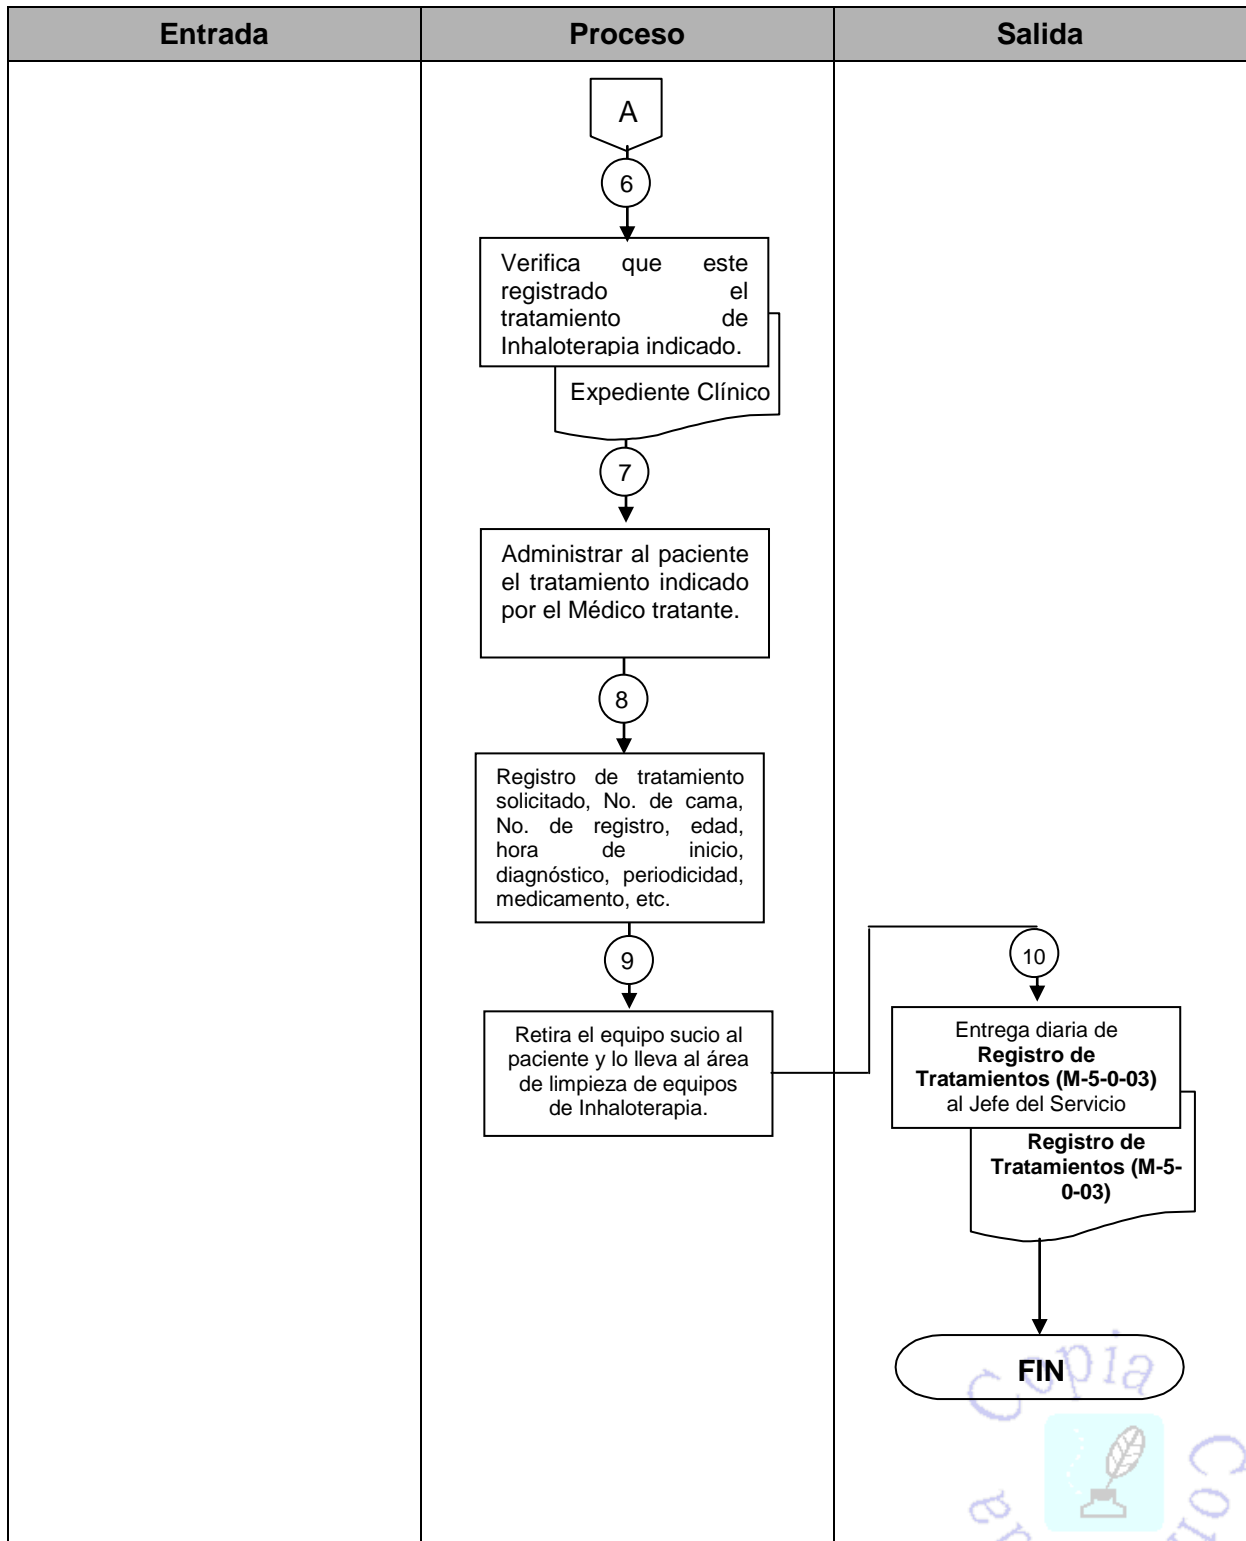 Entrada
Proceso
Salida
A
6
Verifica que este
registrado el
tratamiento de
Inhaloterapia indicado.
Expediente Clínico
7
Administrar al paciente
el tratamiento indicado
por el Médico tratante.
8
Registro de tratamiento
solicitado, No. de cama,
No. de registro, edad,
hora de inicio,
diagnóstico, periodicidad,
medicamento, etc.
9
Retira el equipo sucio al
paciente y lo lleva al área
de limpieza de equipos
de Inhaloterapia.
10
Entrega diaria de
Registro de
Tratamientos (M-5-0-03)
al Jefe del Servicio
Registro de
Tratamientos (M-5-
0-03)
FIN
Copia